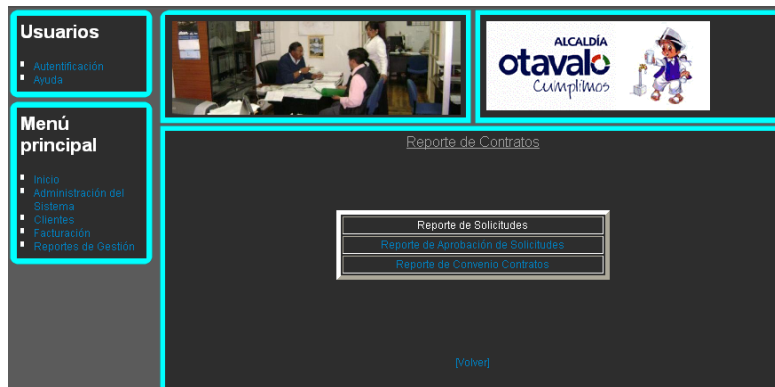 Usuarios
Autentificación
Ayuda
Menú
principal
Inicio
Administración del
Sistema
Clientes
Facturación
Reportes de Gestión
ALCALDÍA
otavalo
Cumplimos
Reporte de Contratos
Reporte de Solicitudes
Reporte de Aprobación de Solicitudes
Reporte de Convenio Contratos
[Volver]